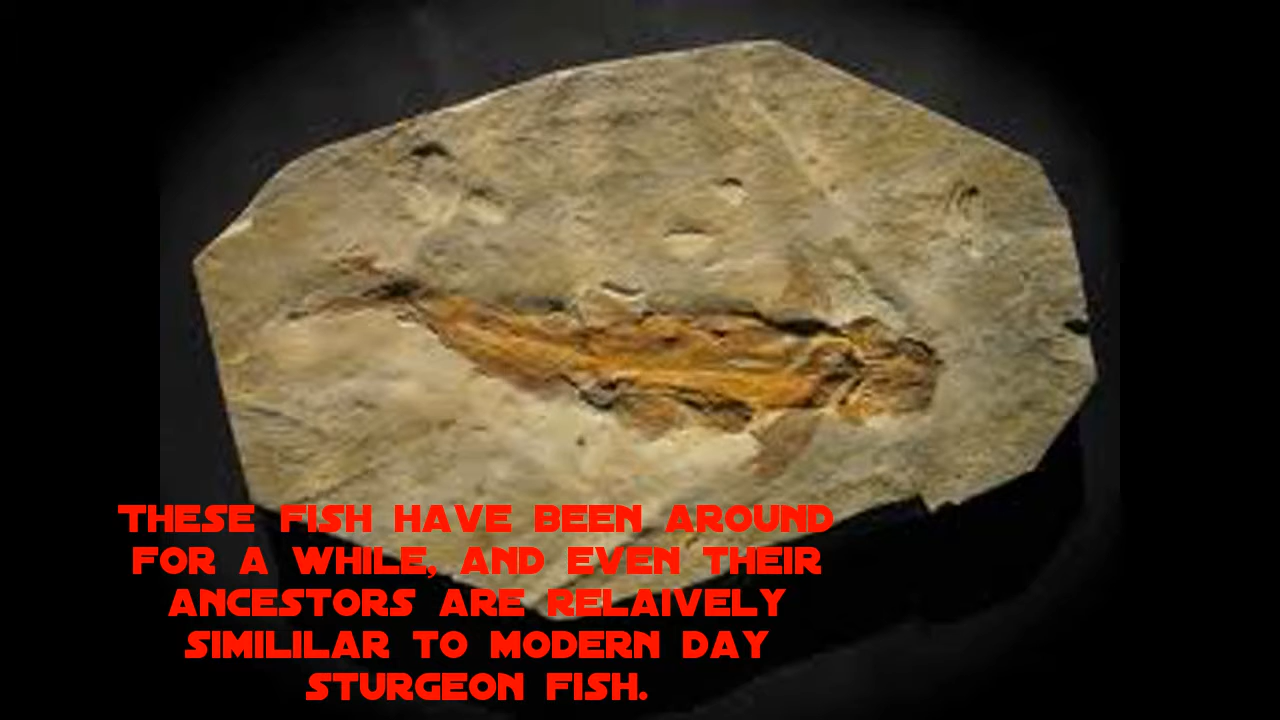 THESE FISH HAVE BEEN AROUND
FOR A WHILE, AND EVEN THEIR
ANCESTORS ARE RELAIVELY
SIMILILAR TO MODERN DAY
STURGEON FISH.